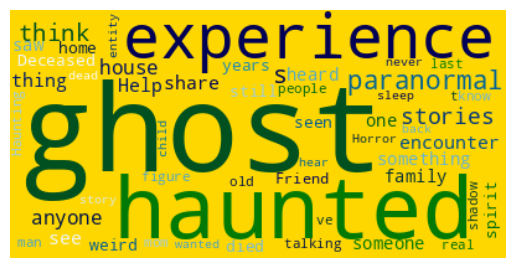 think
experience
entity
saw
home
Deceased
dead
house
years
S
heard
never
last
thing
Help
share
still
people
paranormal
sleep
t
know
Haunting
ghost
child
seen
one
stories
Horror
back
encounter
hear
something
figure
old
Friend
family
story
haunted
shadow
spirit
anyone
ve
see
man
weird
mom
wanted
died
talking
someone
real